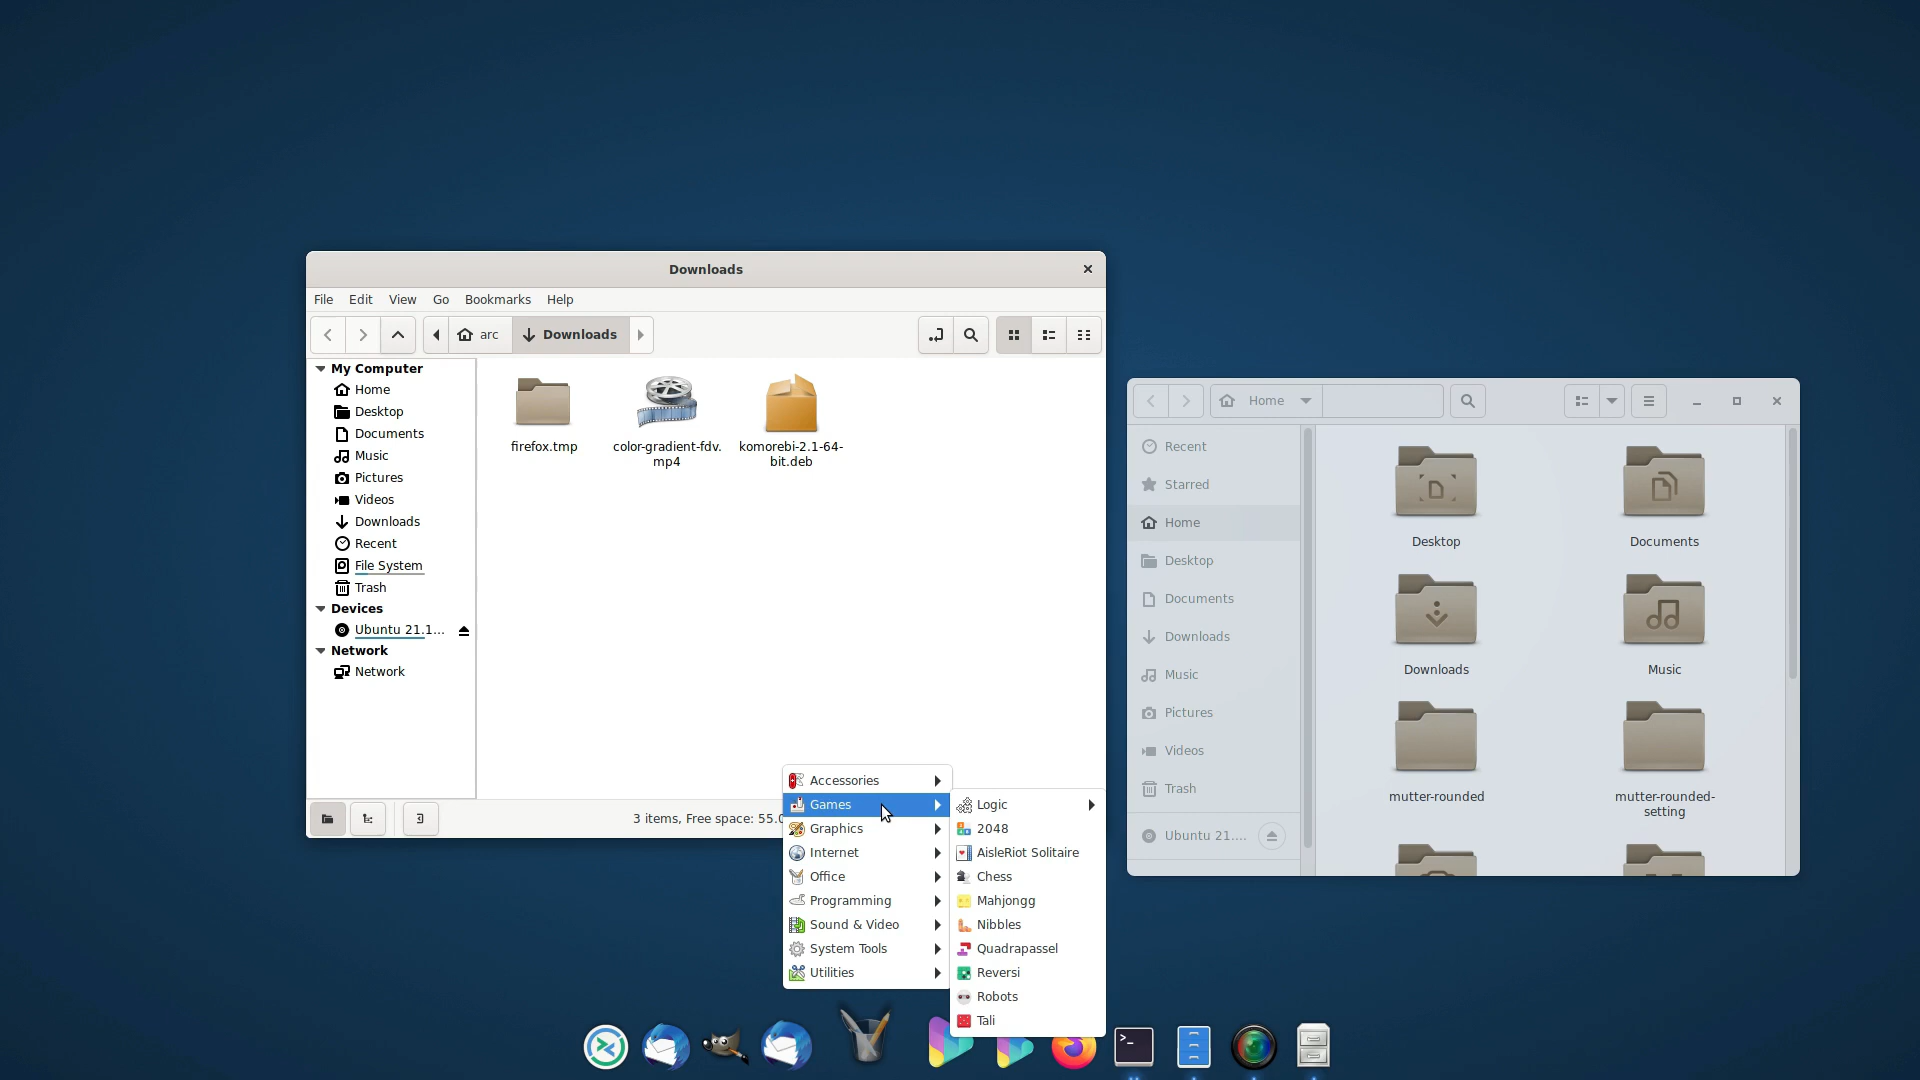 Downloads
File Edit View Go Bookmarks Help
arc Downloads
My Computer
Home
Desktop
Documents
Music
Pictures
Videos
Downloads
Recent
File System
Trash
Devices
Ubuntu 21.1...
Network
Network
firefox.tmp
color-gradient-fdv.
mp4
komorebi-2.1-64-
bit.deb
3 items, Free space: 55.0
Accessories
Games
Graphics
Internet
Office
Programming
Sound & Video
System Tools
Utilities
Logic
2048
AisleRiot Solitaire
Chess
Mahjongg
Nibbles
Quadrapassel
Reversi
Robots
Tali
Home
Recent
Starred
Home
Desktop
Documents
Downloads
Music
Pictures
Videos
Trash
Ubuntu 21....
Desktop
Documents
Downloads
Music
mutter-rounded
mutter-rounded-
setting
>_